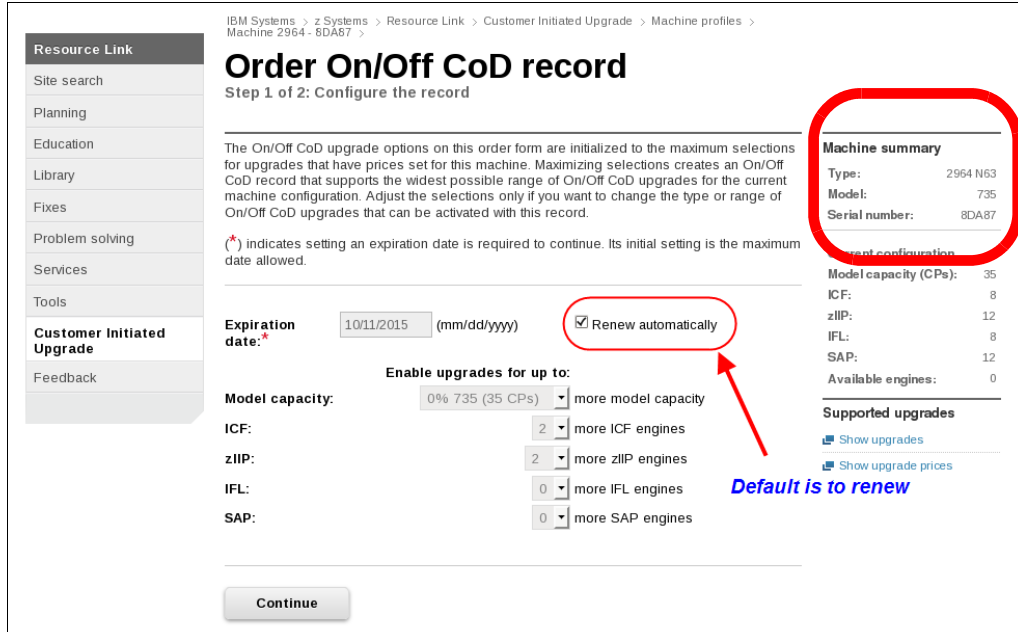 IBM Systems > z Systems > Resource Link > Customer Initiated Upgrade > Machine profiles >
Machine 2964 - 8DA87 >
Resource Link
Site search
Planning
Education
Library
Fixes
Problem solving
Services
Tools
Customer Initiated
Upgrade
Feedback
Order On/Off CoD record
Step 1 of 2: Configure the record
The On/Off CoD upgrade options on this order form are initialized to the maximum selections
for upgrades that have prices set for this machine. Maximizing selections creates an On/Off
CoD record that supports the widest possible range of On/Off CoD upgrades for the current
machine configuration. Adjust the selections only if you want to change the type or range of
On/Off CoD upgrades that can be activated with this record.
(*) indicates setting an expiration date is required to continue. Its initial setting is the maximum
date allowed.
Expiration
date:* 10/11/2015 (mm/dd/yyyy) Renew automatically
Enable upgrades for up to:
Model capacity: 0% 735 (35 CPs) more model capacity
ICF: 2 more ICF engines
zIIP: 2 more zIIP engines
IFL: 0 more IFL engines
SAP: 0 more SAP engines
Continue
Machine summary
Type: 2964 N63
Model: 735
Serial number: 8DA87
Current configuration
Model capacity (CPs): 35
ICF: 8
zIIP: 12
IFL: 8
SAP: 12
Available engines: 0
Supported upgrades
Show upgrades
Show upgrade prices
Default is to renew